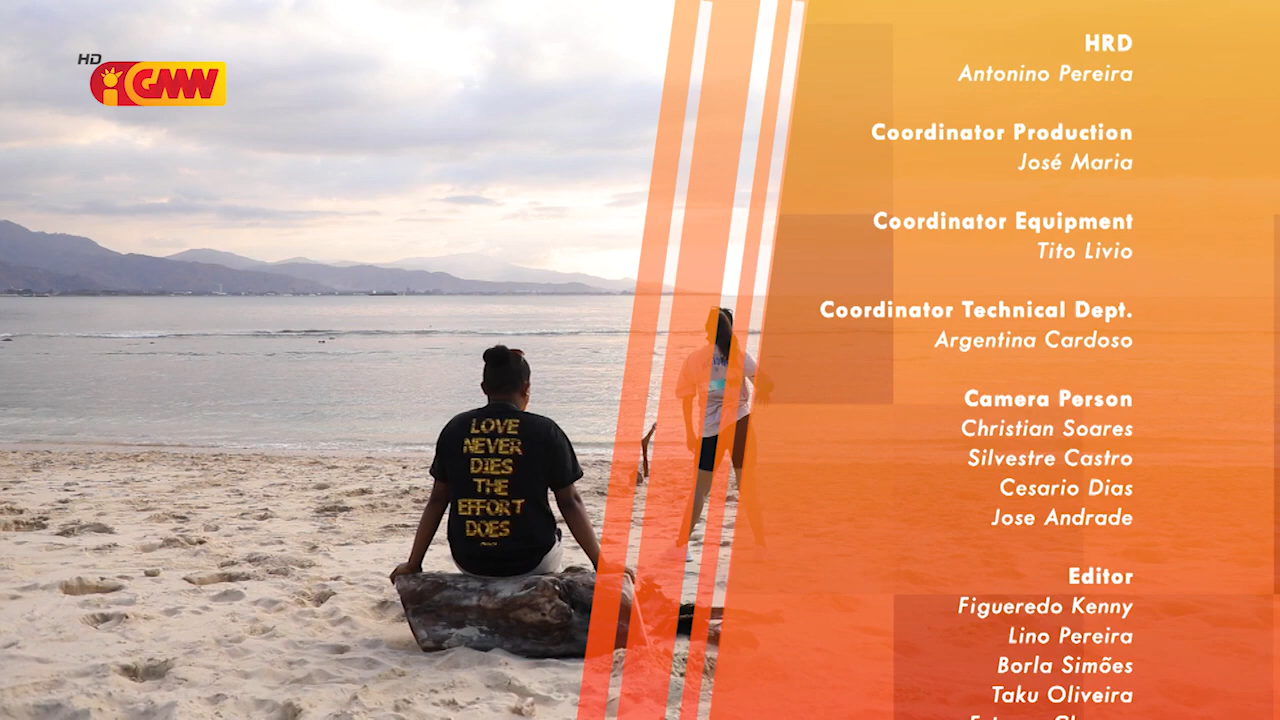 HD
GMN
LOVE
NEVER
DIES
THE
EFFORT
DOES
HRD
Antonino Pereira
Coordinator Production
José Maria
Coordinator Equipment
Tito Livio
Coordinator Technical Dept.
Argentina Cardoso
Camera Person
Christian Soares
Silvestre Castro
Cesario Dias
Jose Andrade
Editor
Figueredo Kenny
Lino Pereira
Borla Simões
Taku Oliveira